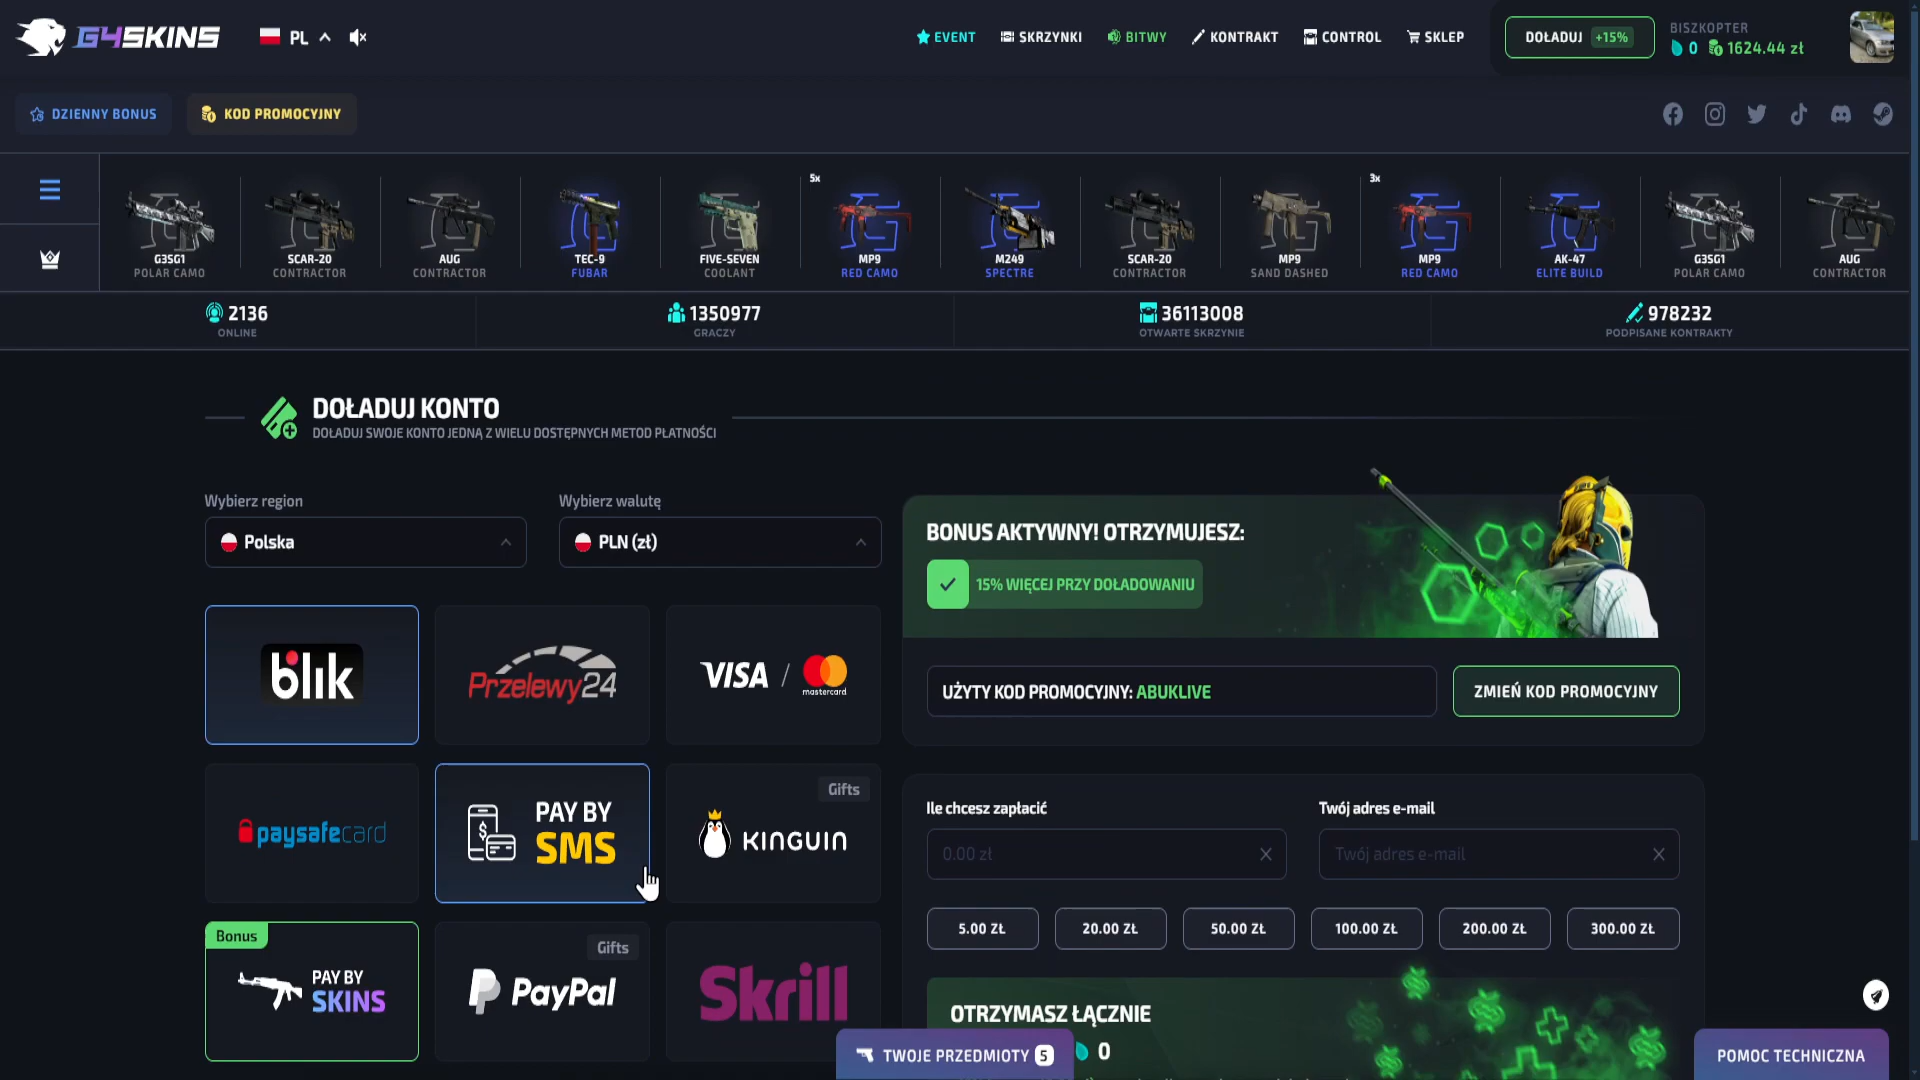 G4SKINS
PL
EVENT
SKRZYNKI
BITWY
KONTRAKT
CONTROL
SKLEP
DOŁADUJ +15%
BISZKOPTER
0 1624.44 zł
DZIENNY BONUS
KOD PROMOCYJNY
G3SG1
POLAR CAMO
SCAR-20
CONTRACTOR
AUG
CONTRACTOR
TEC-9
FUBAR
FIVE-SEVEN
COOLANT
5x
MP9
RED CAMO
M249
SPECTRE
SCAR-20
CONTRACTOR
MP9
SAND DASHED
3x
MP9
RED CAMO
AK-47
ELITE BUILD
G3SG1
POLAR CAMO
AUG
CONTRACTOR
2136
ONLINE
1350977
GRACZY
36113008
OTWARTE SKRZYNIE
978232
PODPISANE KONTRAKTY
DOŁADUJ KONTO
DOŁADUJ SWOJE KONTO JEDNĄ Z WIELU DOSTĘPNYCH METOD PŁATNOŚCI
Wybierz region
Polska
Wybierz walutę
PLN (zł)
blik
Przelewy24
VISA / mastercard
paysafecard
PAY BY
SMS
Gifts
KINGUIN
Bonus
PAY BY
SKINS
Gifts
PayPal
Skrill
BONUS AKTYWNY! OTRZYMUJESZ:
15% WIĘCEJ PRZY DOŁADOWANIU
UŻYTY KOD PROMOCYJNY: ABUKLIVE
ZMIEŃ KOD PROMOCYJNY
Ile chcesz zapłacić
0.00 zł
Twój adres e-mail
Twój adres e-mail
5.00 ZŁ
20.00 ZŁ
50.00 ZŁ
100.00 ZŁ
200.00 ZŁ
300.00 ZŁ
OTRZYMASZ ŁĄCZNIE
0
TWOJE PRZEDMIOTY 5
POMOC TECHNICZNA